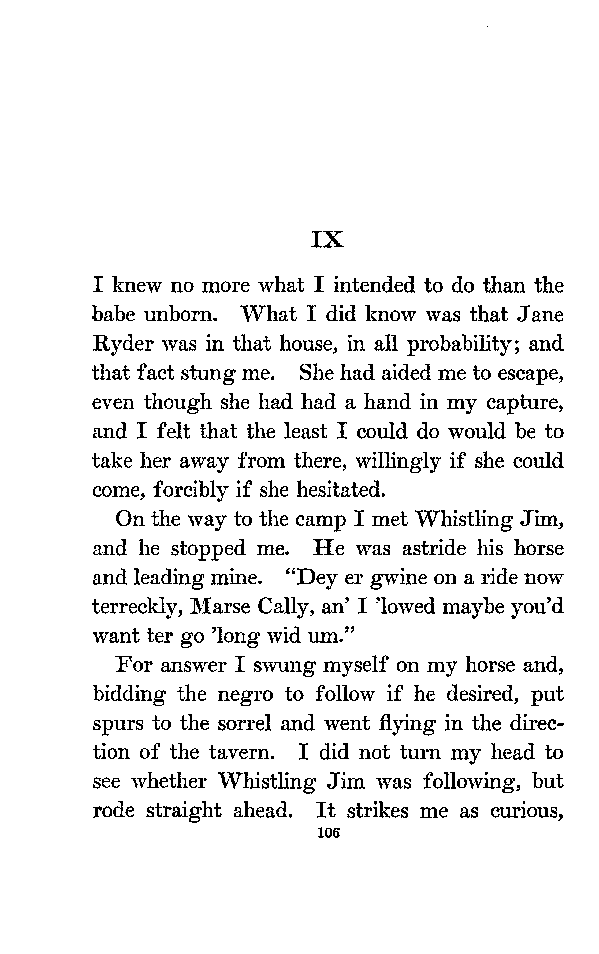 IX
I knew no more what I intended to do than the
babe unborn. What I did know was that Jane
Ryder was in that house, in all probability; and
that fact stung me. She had aided me to escape,
even though she had had a hand in my capture,
and I felt that the least I could do would be to
take her away from there, willingly if she could
come, forcibly if she hesitated.
On the way to the camp I met Whistling Jim,
and he stopped me. He was astride his horse
and leading mine. “Dey er gwine on a ride now
terreckly, Marse Cally, an’ I ’lowed maybe you’d
want ter go ’long wid um.”
For answer I swung myself on my horse and,
bidding the negro to follow if he desired, put
spurs to the sorrel and went flying in the direc-
tion of the tavern. I did not turn my head to
see whether Whistling Jim was following, but
rode straight ahead. It strikes me as curious,
106